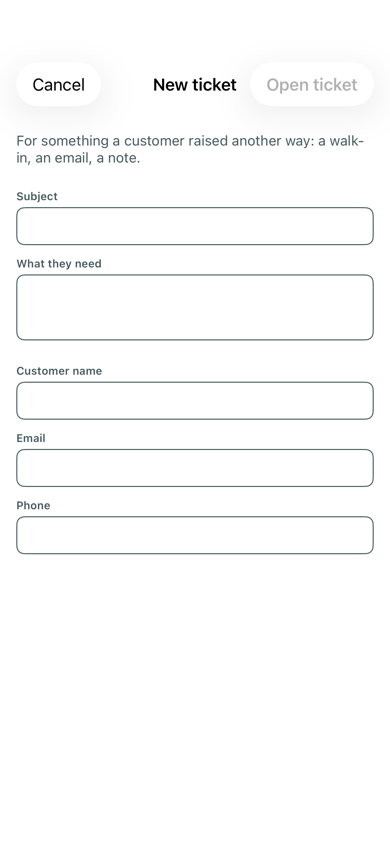 Cancel
New ticket
Open ticket
For something a customer raised another way: a walk-
in, an email, a note.
Subject
What they need
Customer name
Email
Phone